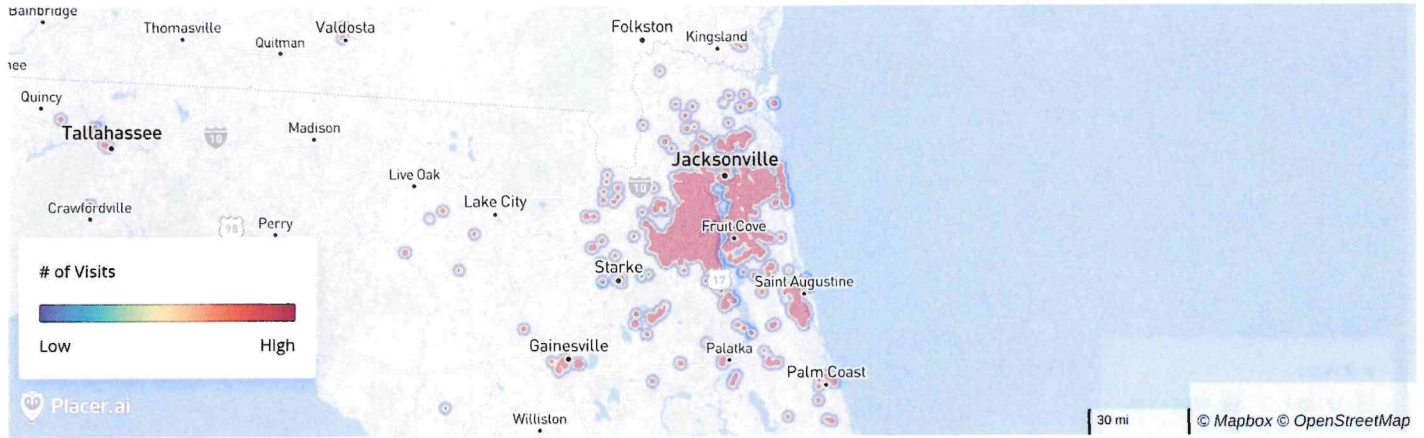 Bainbridge
Thomasville
Quitman
Valdosta
Folkston
Kingsland
nee
Quincy
Tallahassee
10
Madison
Jacksonville
Live Oak
10
Lake City
Crawfordville
98
Perry
Fruit Cove
# of Visits
Starke
17
Saint Augustine
Low High
Gainesville
Palatka
Palm Coast
Placer.ai
Williston
30 mi
© Mapbox © OpenStreetMap